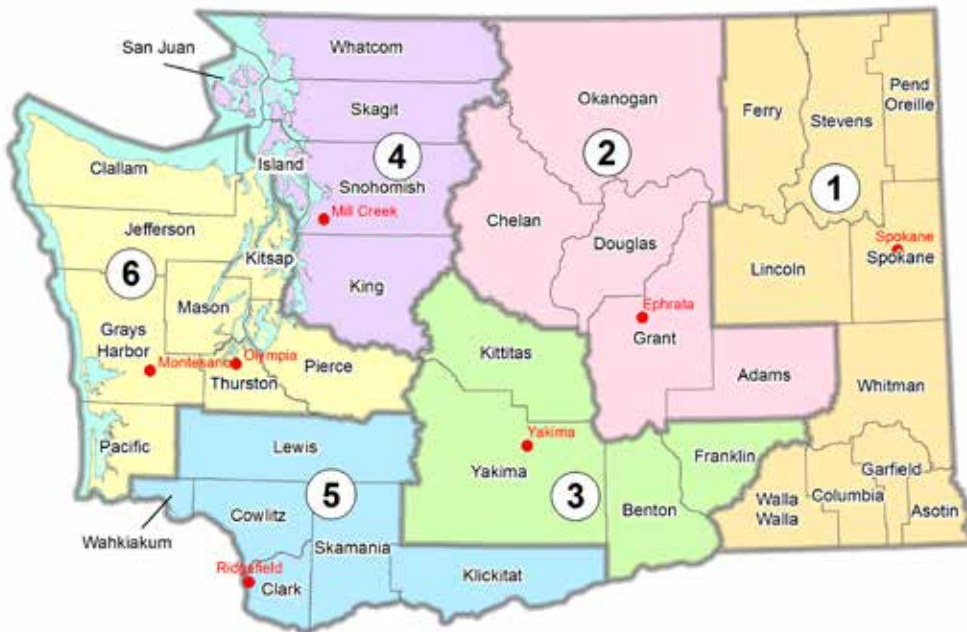 San Juan
Whatcom
Skagit
Island
4
Snohomish
Mill Creek
King
Okanogan
2
Chelan
Douglas
Ephrata
Grant
Adams
Ferry
Stevens
Pend
Oreille
1
Lincoln
Spokane
Spokane
Whitman
Garfield
Columbia
Walla
Walla
Asotin
Clallam
Jefferson
Kitsap
6
Mason
Grays
Harbor
Montesano
Olympia
Thurston
Pierce
Pacific
Kittitas
Yakima
Yakima
3
Benton
Franklin
Lewis
5
Cowlitz
Wahkiakum
Skamania
Ridgefield
Clark
Klickitat